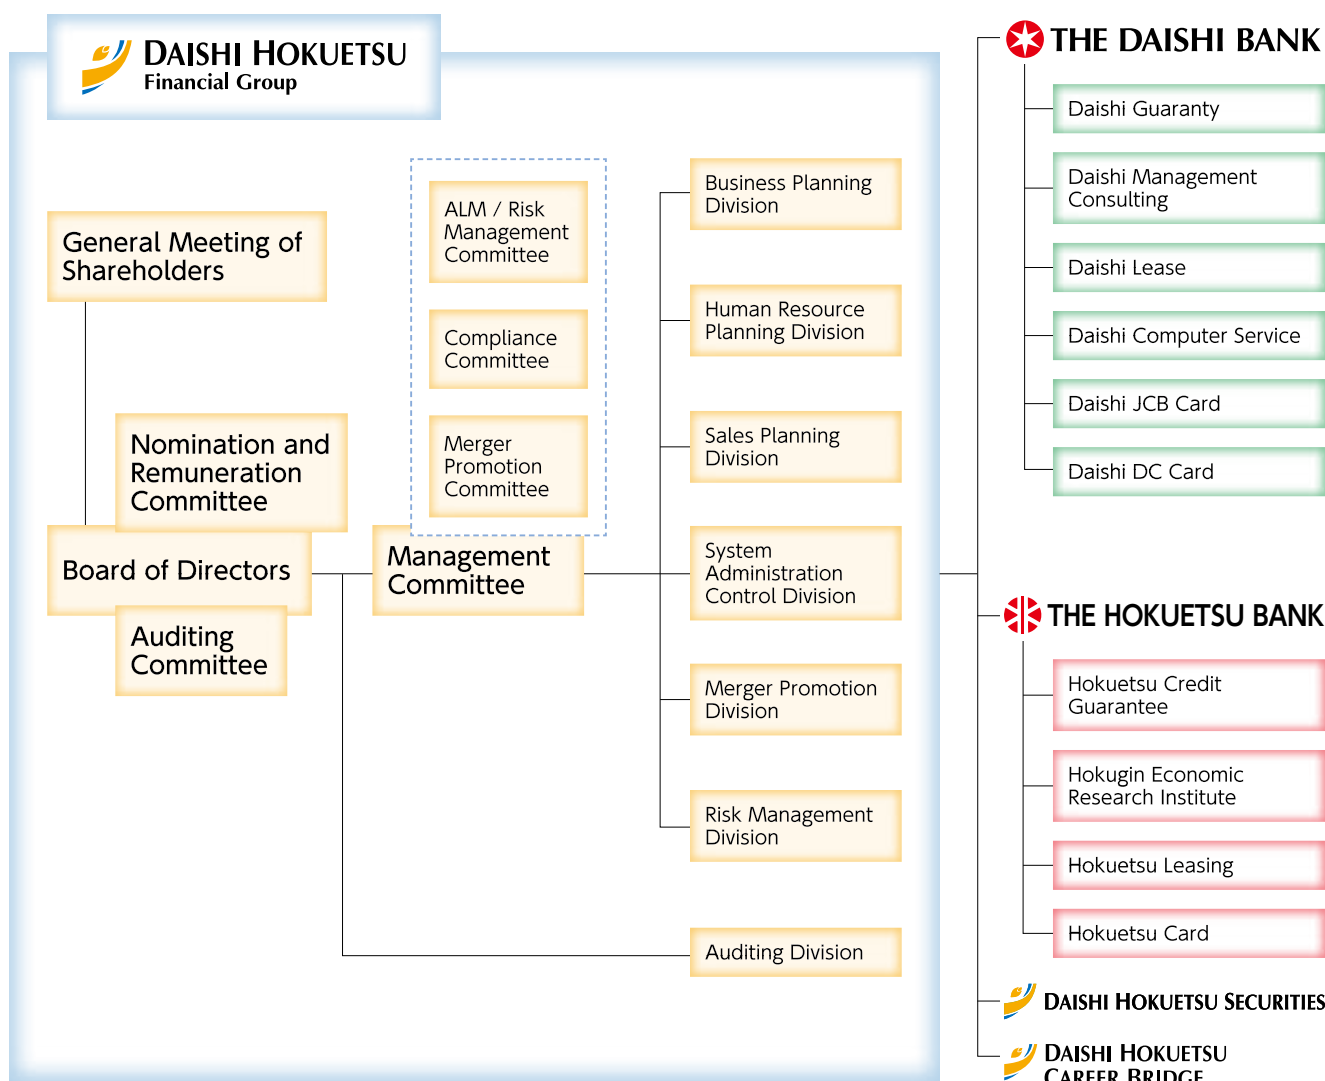 DAISHI HOKUETSU
Financial Group
General Meeting of
Shareholders
Nomination and
Remuneration
Committee
Board of Directors
Auditing
Committee
ALM / Risk
Management
Committee
Compliance
Committee
Merger
Promotion
Committee
Management
Committee
Business Planning
Division
Human Resource
Planning Division
Sales Planning
Division
System
Administration
Control Division
Merger Promotion
Division
Risk Management
Division
Auditing Division
THE DAISHI BANK
Daishi Guaranty
Daishi Management
Consulting
Daishi Lease
Daishi Computer Service
Daishi JCB Card
Daishi DC Card
THE HOKUETSU BANK
Hokuetsu Credit
Guarantee
Hokugin Economic
Research Institute
Hokuetsu Leasing
Hokuetsu Card
DAISHI HOKUETSU SECURITIES
DAISHI HOKUETSU
CAREER BRIDGE